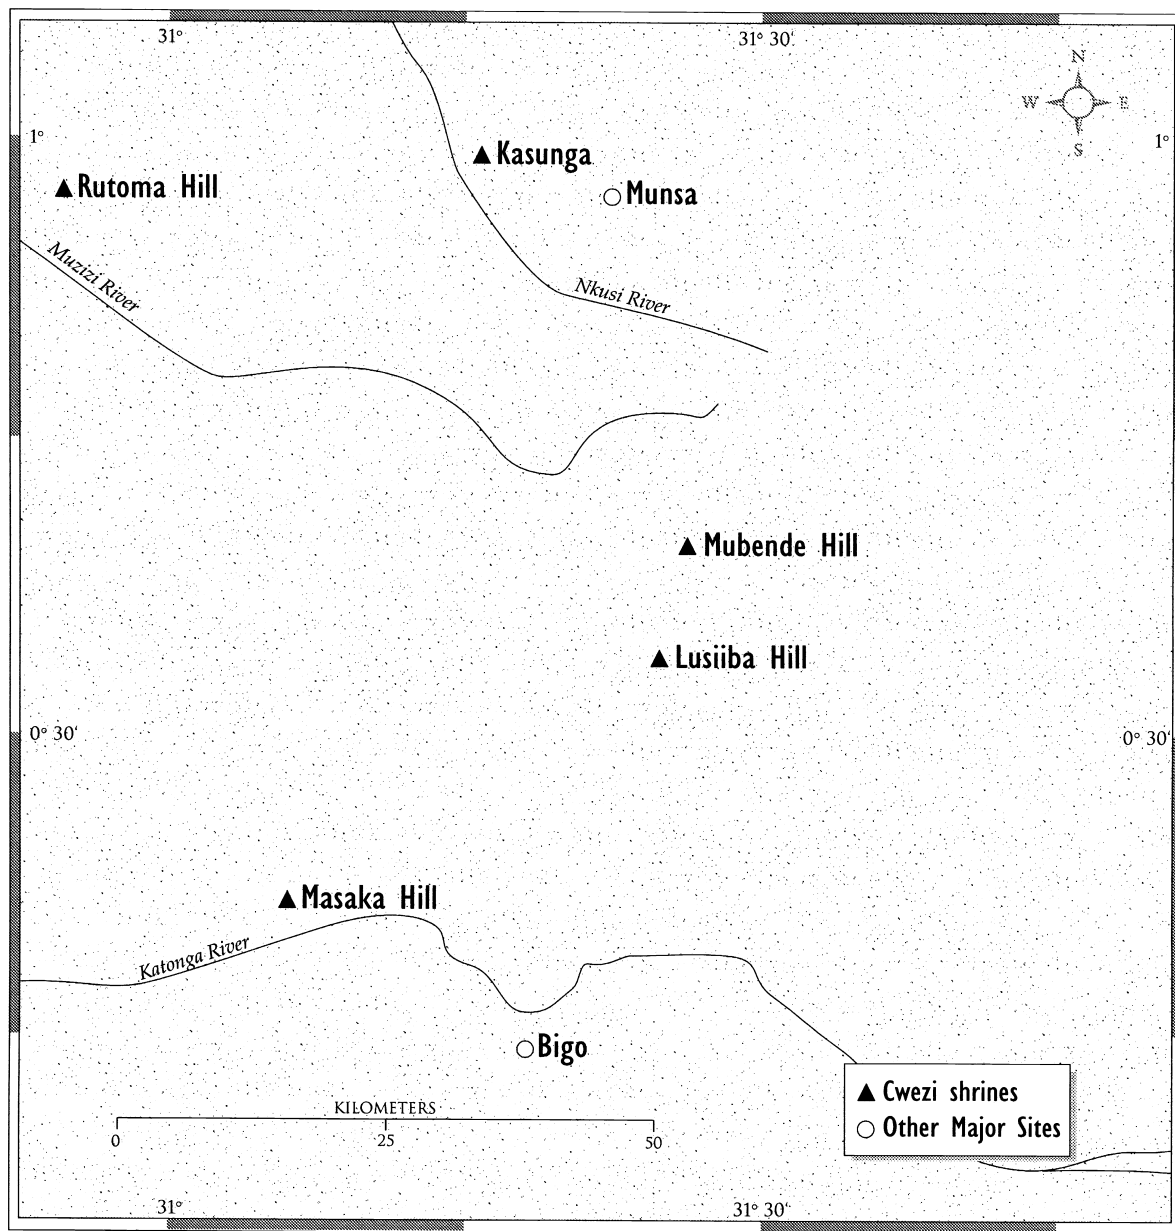 31° 31° 30'
N
W E
S
1° 1°
Kasunga
Rutoma Hill
Munsa
Muzizi River
Nkusi River
Mubende Hill
Lusiiba Hill
0° 30' 0° 30'
Masaka Hill
Katonga River
Bigo
Cwezi shrines
Other Major Sites
KILOMETERS
0 25 50
31° 31° 30'